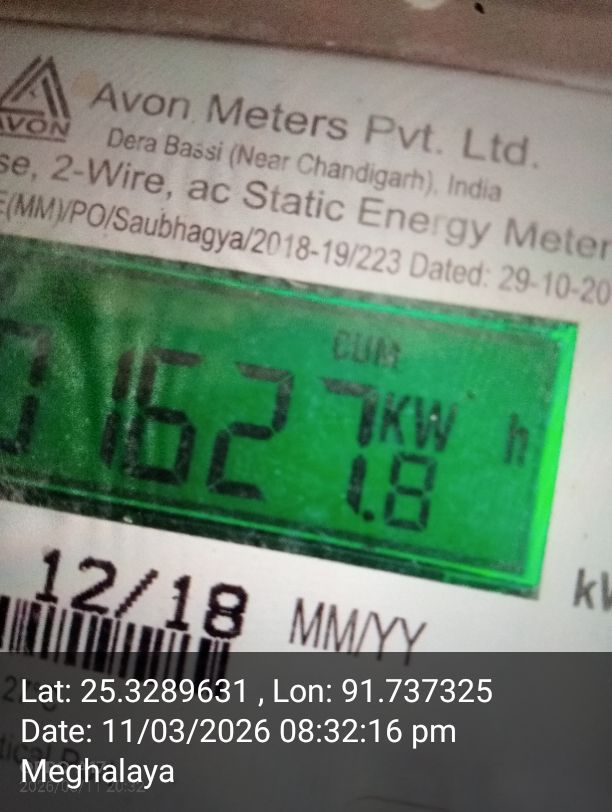 Avon Meters Pvt. Ltd.
AVON
Dera Bassi (Near Chandigarh), India
se, 2-Wire, ac Static Energy Meter
(MM)/PO/Saubhagya/2018-19/223 Dated: 29-10-20
CUM
1627 KW h
1.8
12/18 MM/YY
Lat: 25.3289631 , Lon: 91.737325
Date: 11/03/2026 08:32:16 pm
Meghalaya